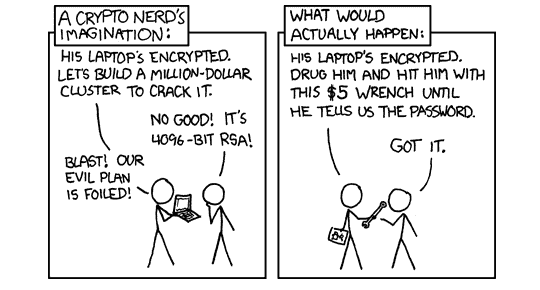 A CRYPTO NERD'S
IMAGINATION:
HIS LAPTOP'S ENCRYPTED.
LET'S BUILD A MILLION-DOLLAR
CLUSTER TO CRACK IT.
NO GOOD! IT'S
4096-BIT RSA!
BLAST! OUR
EVIL PLAN
IS FOILED!
WHAT WOULD
ACTUALLY HAPPEN:
HIS LAPTOP'S ENCRYPTED.
DRUG HIM AND HIT HIM WITH
THIS $5 WRENCH UNTIL
HE TELLS US THE PASSWORD.
GOT IT.